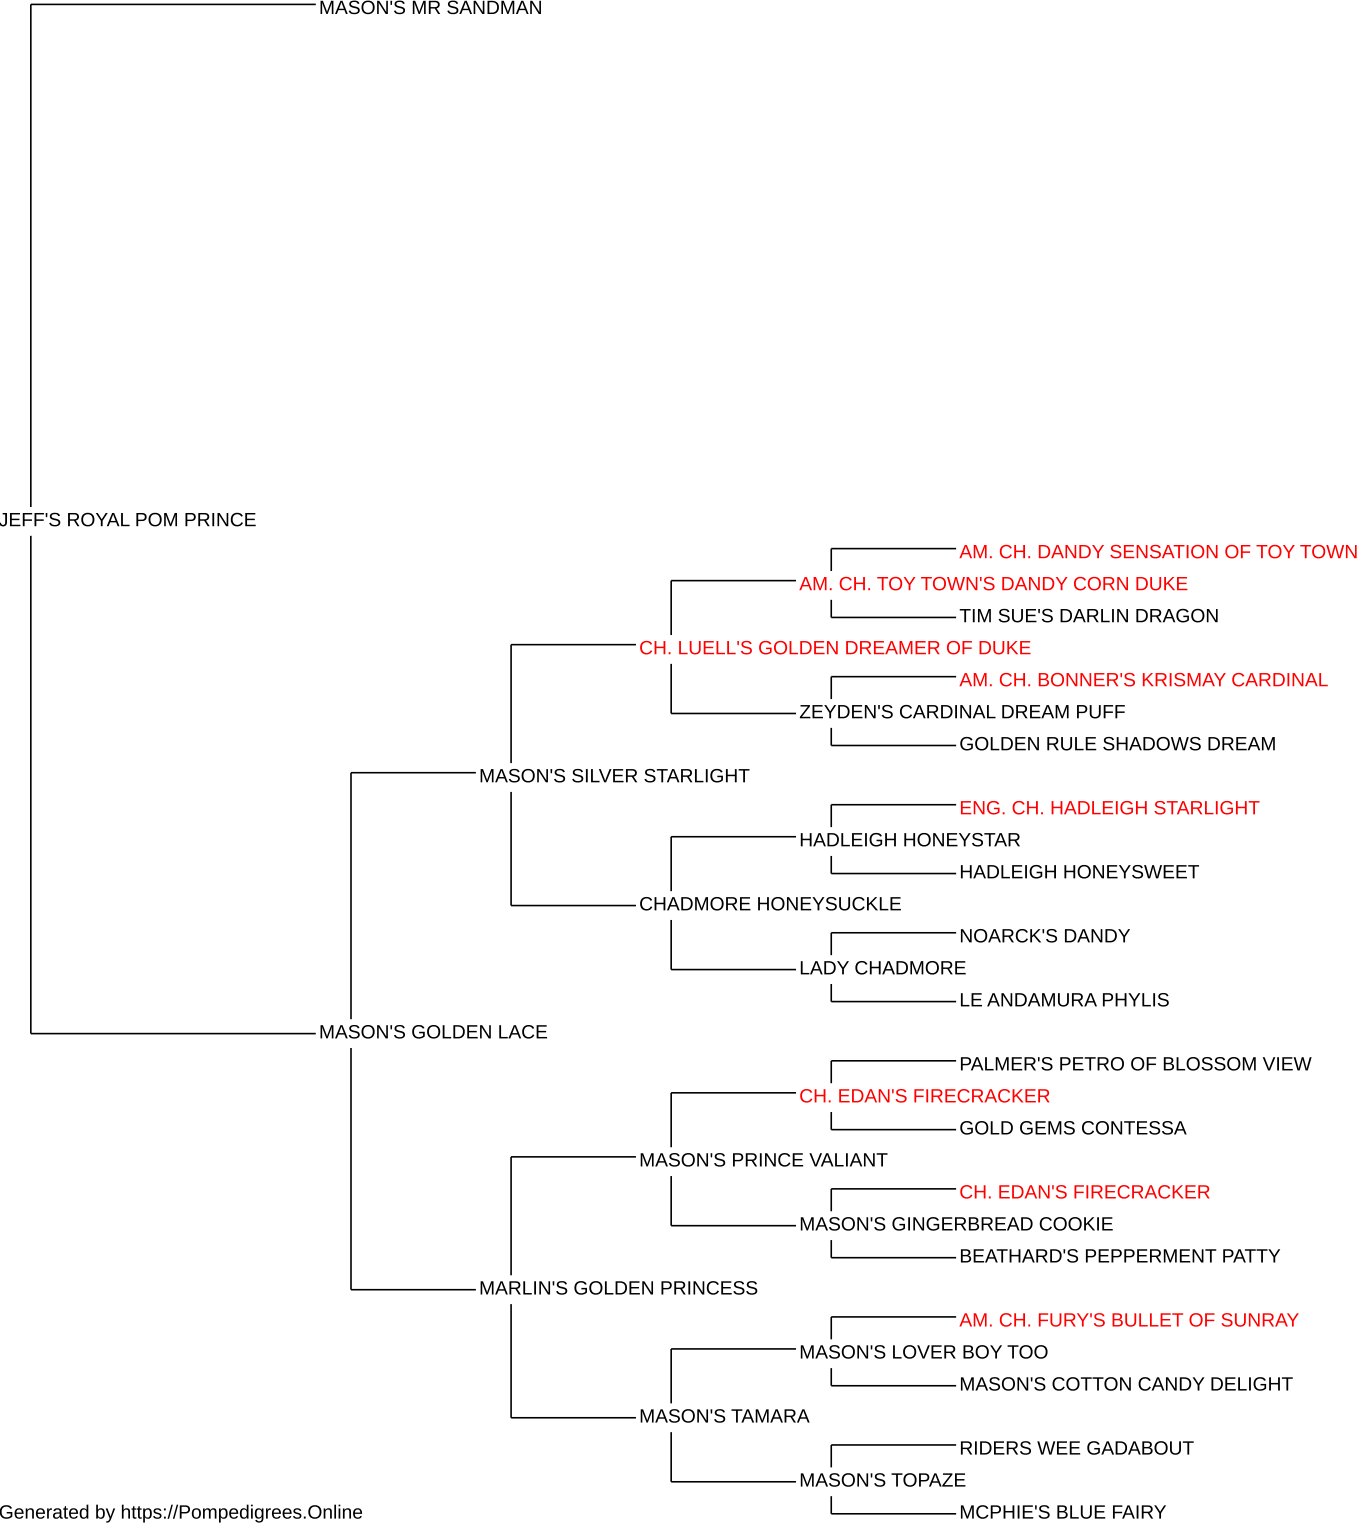 MASON'S MR SANDMAN
JEFF'S ROYAL POM PRINCE
AM. CH. DANDY SENSATION OF TOY TOWN
AM. CH. TOY TOWN'S DANDY CORN DUKE
TIM SUE'S DARLIN DRAGON
CH. LUELL'S GOLDEN DREAMER OF DUKE
AM. CH. BONNER'S KRISMAY CARDINAL
ZEYDEN'S CARDINAL DREAM PUFF
GOLDEN RULE SHADOWS DREAM
MASON'S SILVER STARLIGHT
ENG. CH. HADLEIGH STARLIGHT
HADLEIGH HONEYSTAR
HADLEIGH HONEYSWEET
CHADMORE HONEYSUCKLE
NOARCK'S DANDY
LADY CHADMORE
LE ANDAMURA PHYLIS
MASON'S GOLDEN LACE
PALMER'S PETRO OF BLOSSOM VIEW
CH. EDAN'S FIRECRACKER
GOLD GEMS CONTESSA
MASON'S PRINCE VALIANT
CH. EDAN'S FIRECRACKER
MASON'S GINGERBREAD COOKIE
BEATHARD'S PEPPERMENT PATTY
MARLIN'S GOLDEN PRINCESS
AM. CH. FURY'S BULLET OF SUNRAY
MASON'S LOVER BOY TOO
MASON'S COTTON CANDY DELIGHT
MASON'S TAMARA
RIDERS WEE GADABOUT
MASON'S TOPAZE
MCPHIE'S BLUE FAIRY
Generated by https://Pompedigrees.Online